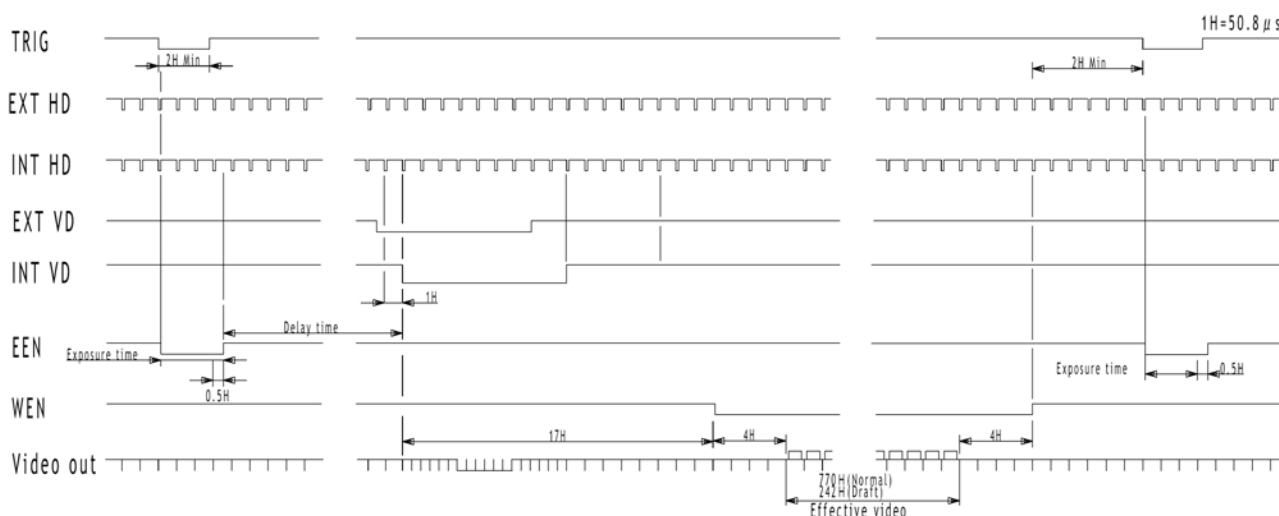 1H=50.8μs
TRIG
2H Min
2H Min
EXT HD
INT HD
EXT VD
INT VD
1H
Delay time
EEN
Exposure time
0.5H
Exposure time
0.5H
WEN
17H
4H
4H
Video out
770H(Normal)
242H(Draft)
Effective video